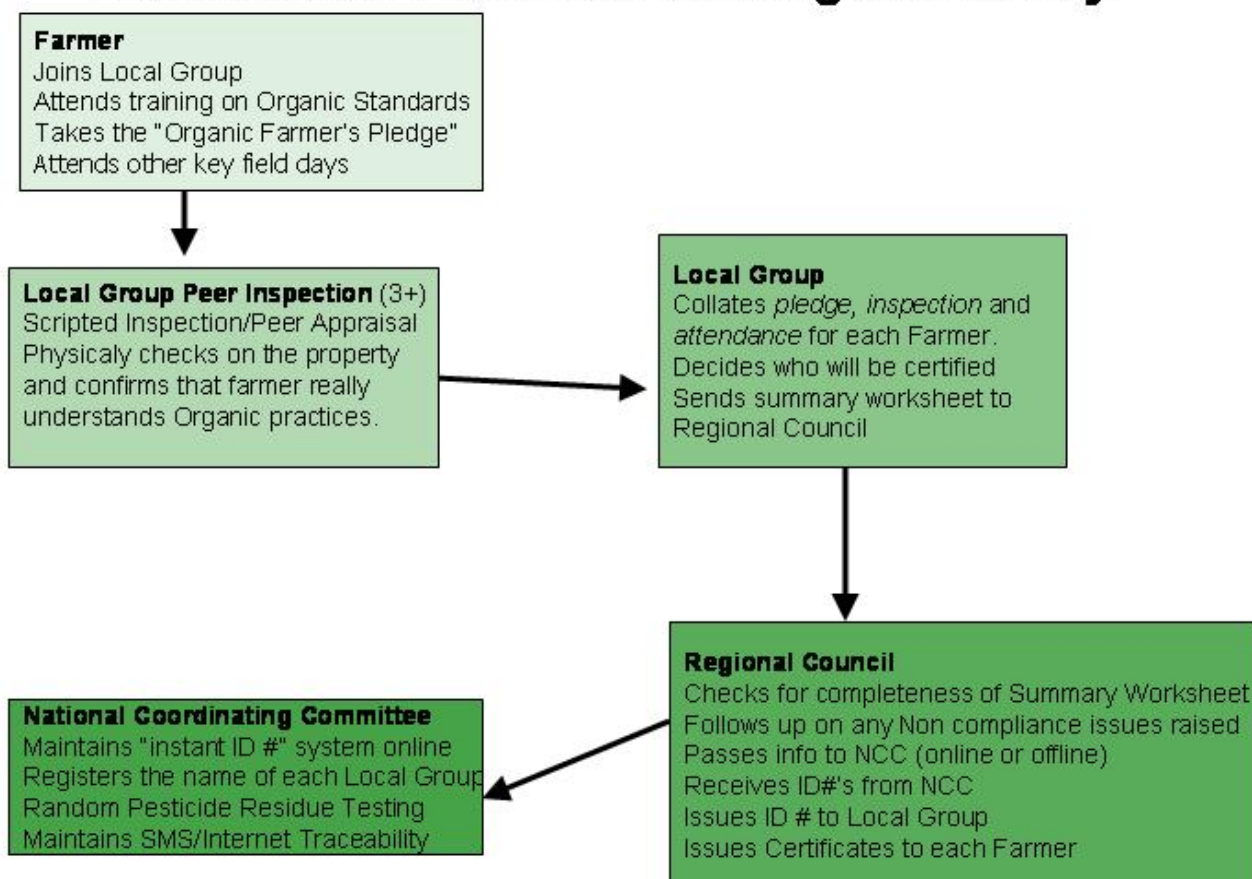 Farmer
Joins Local Group
Attends training on Organic Standards
Takes the "Organic Farmer's Pledge"
Attends other key field days
Local Group Peer Inspection (3+)
Scripted Inspection/Peer Appraisal
Physicaly checks on the property
and confirms that farmer really
understands Organic practices.
Local Group
Collates pledge, inspection and
attendance for each Farmer.
Decides who will be certified
Sends summary worksheet to
Regional Council
Regional Council
Checks for completeness of Summary Worksheet
Follows up on any Non compliance issues raised
Passes info to NCC (online or offline)
Receives ID#'s from NCC
Issues ID # to Local Group
Issues Certificates to each Farmer
National Coordinating Committee
Maintains "instant ID #" system online
Registers the name of each Local Group
Random Pesticide Residue Testing
Maintains SMS/Internet Traceability